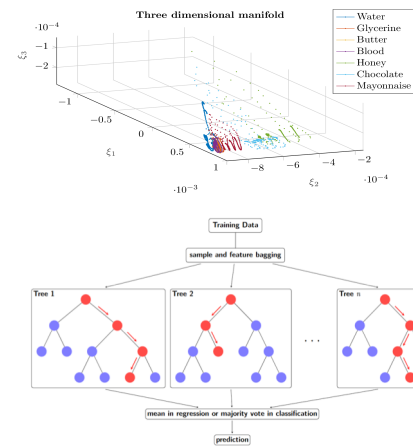 Three dimensional manifold
Water
Glycerine
Butter
Blood
Honey
Chocolate
Mayonnaise
·10⁻⁴
−1
−2
ξ₃
−1
−0.5
0
0.5
1
ξ₁
·10⁻³
−8
−6
−4
−2
ξ₂
·10⁻⁴
Training Data
sample and feature bagging
Tree 1
Tree 2
Tree n
. . .
mean in regression or majority vote in classification
prediction